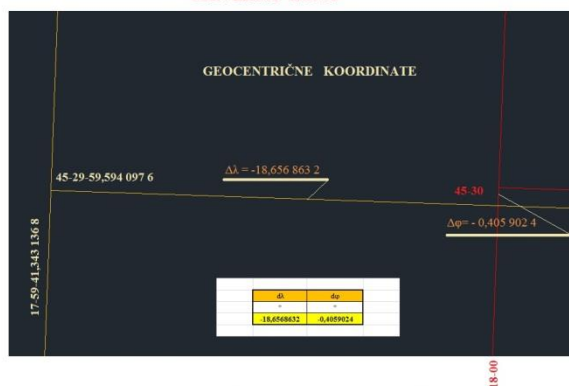 GEOCENTRIČNE KOORDINATE
45-29-59,594 097 6
Δλ = -18,656 863 2
45-30
Δφ= - 0,405 902 4
17-59-41,343 136 8
dλ dφ
" "
-18,6568632 -0,4059024
18-00